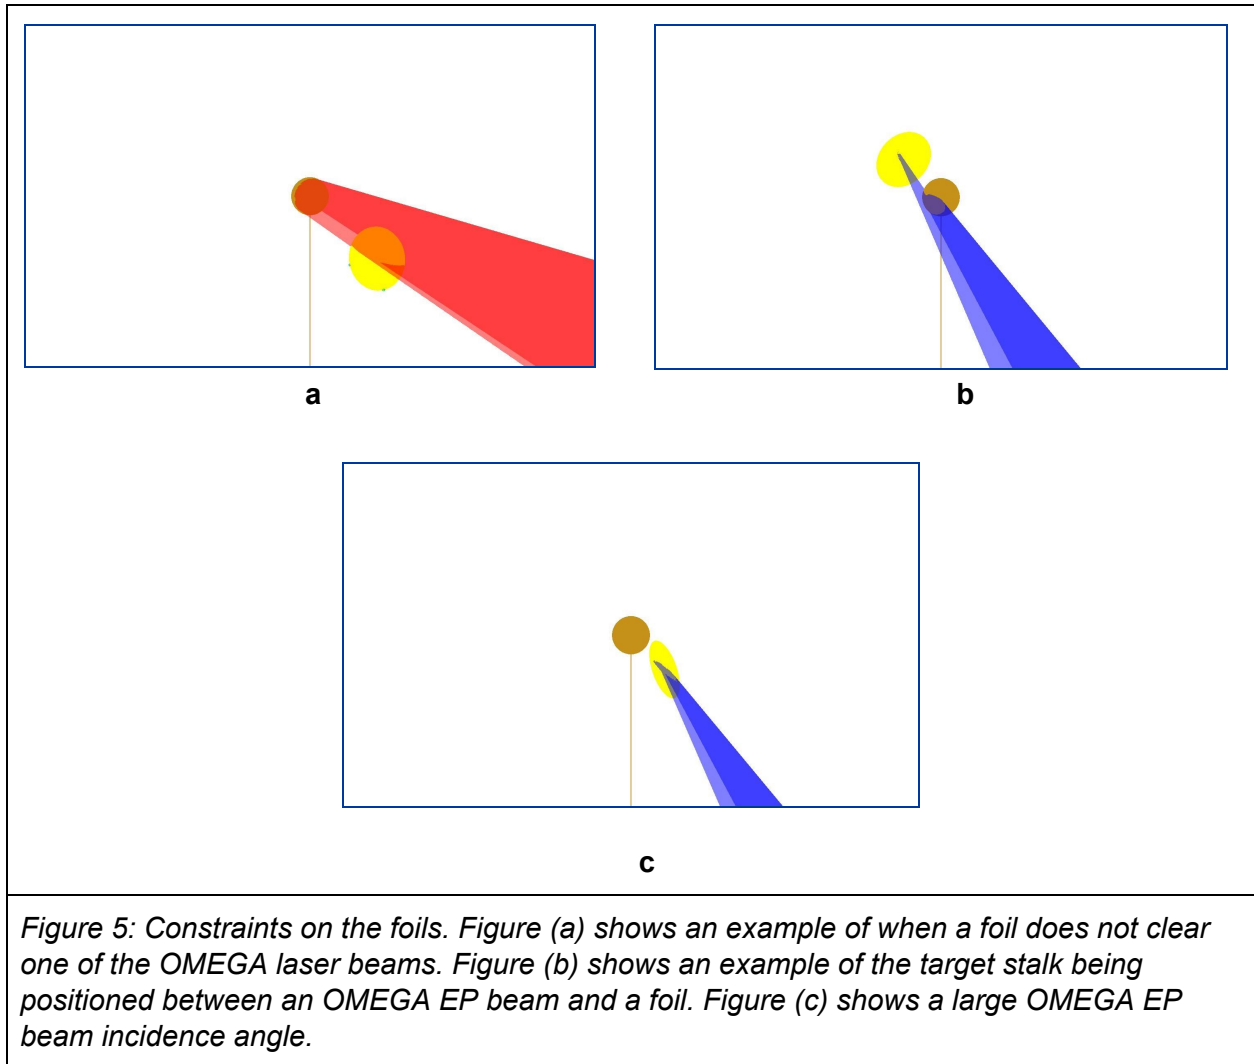 a
b
c
Figure 5: Constraints on the foils. Figure (a) shows an example of when a foil does not clear
one of the OMEGA laser beams. Figure (b) shows an example of the target stalk being
positioned between an OMEGA EP beam and a foil. Figure (c) shows a large OMEGA EP
beam incidence angle.